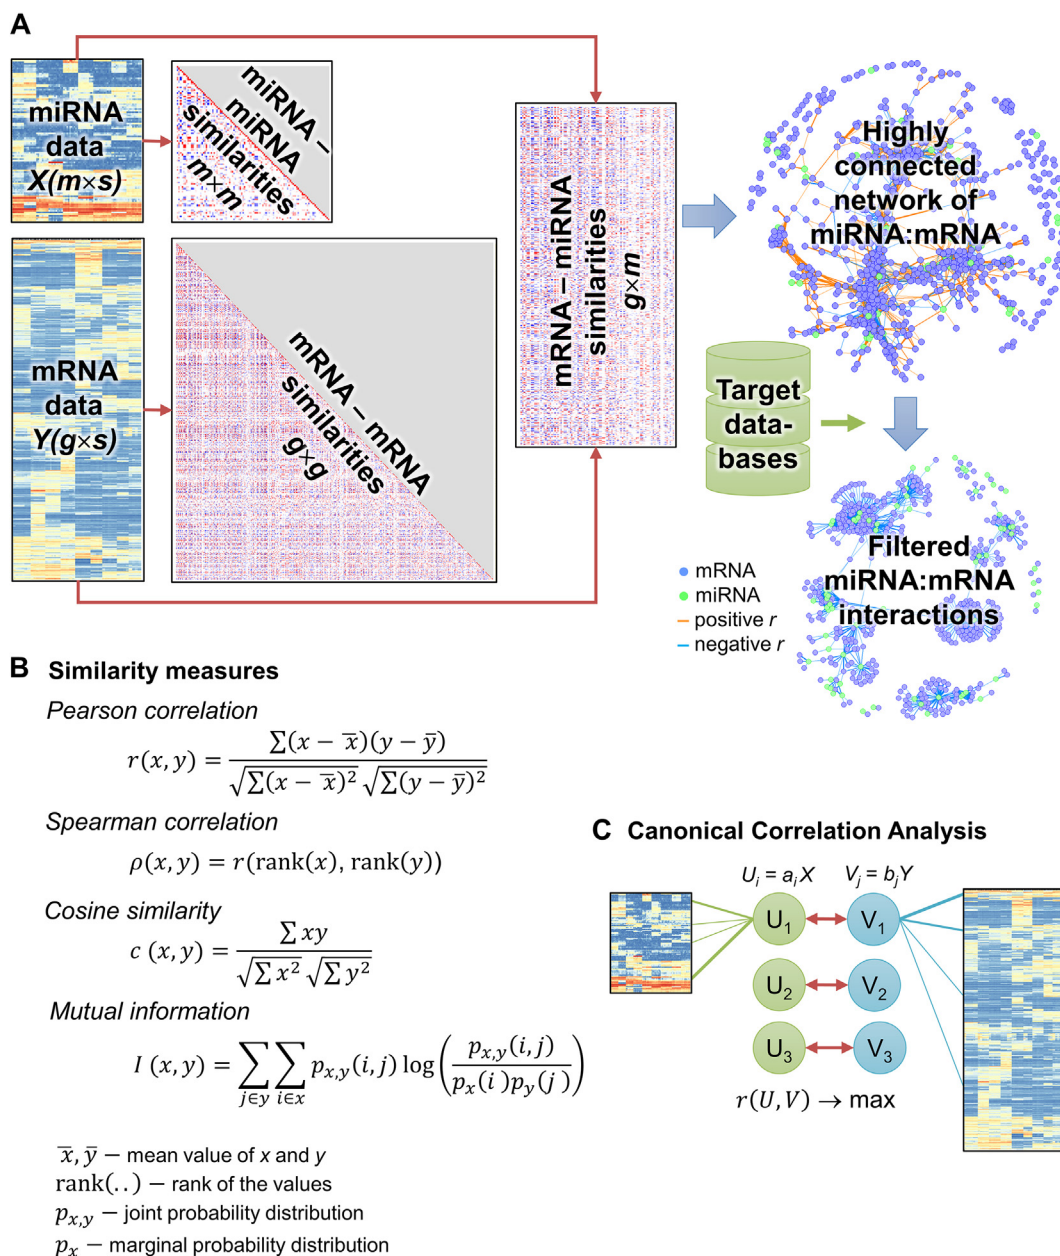 A
miRNA
data
X(m×s)
miRNA –
miRNA
similarities
m×m
mRNA
data
Y(g×s)
mRNA – mRNA
similarities
g×g
mRNA – miRNA
similarities
g×m
Highly
connected
network of
miRNA:mRNA
Target
data-
bases
Filtered
miRNA:mRNA
interactions
mRNA
miRNA
positive r
negative r
B Similarity measures
Pearson correlation
r(x, y) = ∑(x − x̅)(y − y̅) / √∑(x − x̅)² √∑(y − y̅)²
Spearman correlation
ρ(x, y) = r(rank(x), rank(y))
Cosine similarity
c (x, y) = ∑ xy / √∑ x² √∑ y²
Mutual information
I (x, y) = ∑_{j∈y} ∑_{i∈x} p_{x,y}(i, j) log(p_{x,y}(i, j) / p_x(i )p_y(j ))
x̅, y̅ – mean value of x and y
rank(. .) – rank of the values
p_{x,y} – joint probability distribution
p_x – marginal probability distribution
C Canonical Correlation Analysis
U_i = a_iX V_j = b_jY
U₁ V₁
U₂ V₂
U₃ V₃
r(U, V) → max